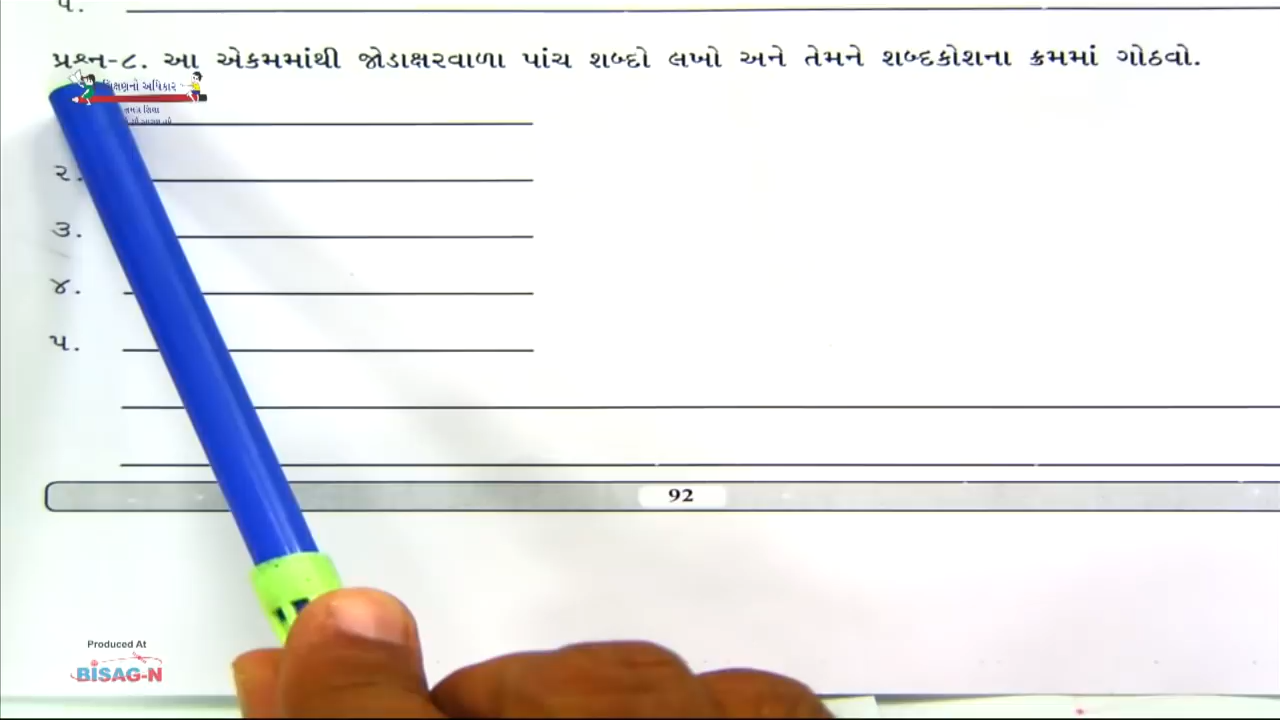 ૫.
પ્રશ્ન-૮. આ એકમમાંથી જોડાક્ષરવાળા પાંચ શબ્દો લખો અને તેમને શબ્દકોશના ક્રમમાં ગોઠવો.
શિક્ષણનો અધિકાર
૨.
૩.
૪.
૫.
92
Produced At
BISAG-N